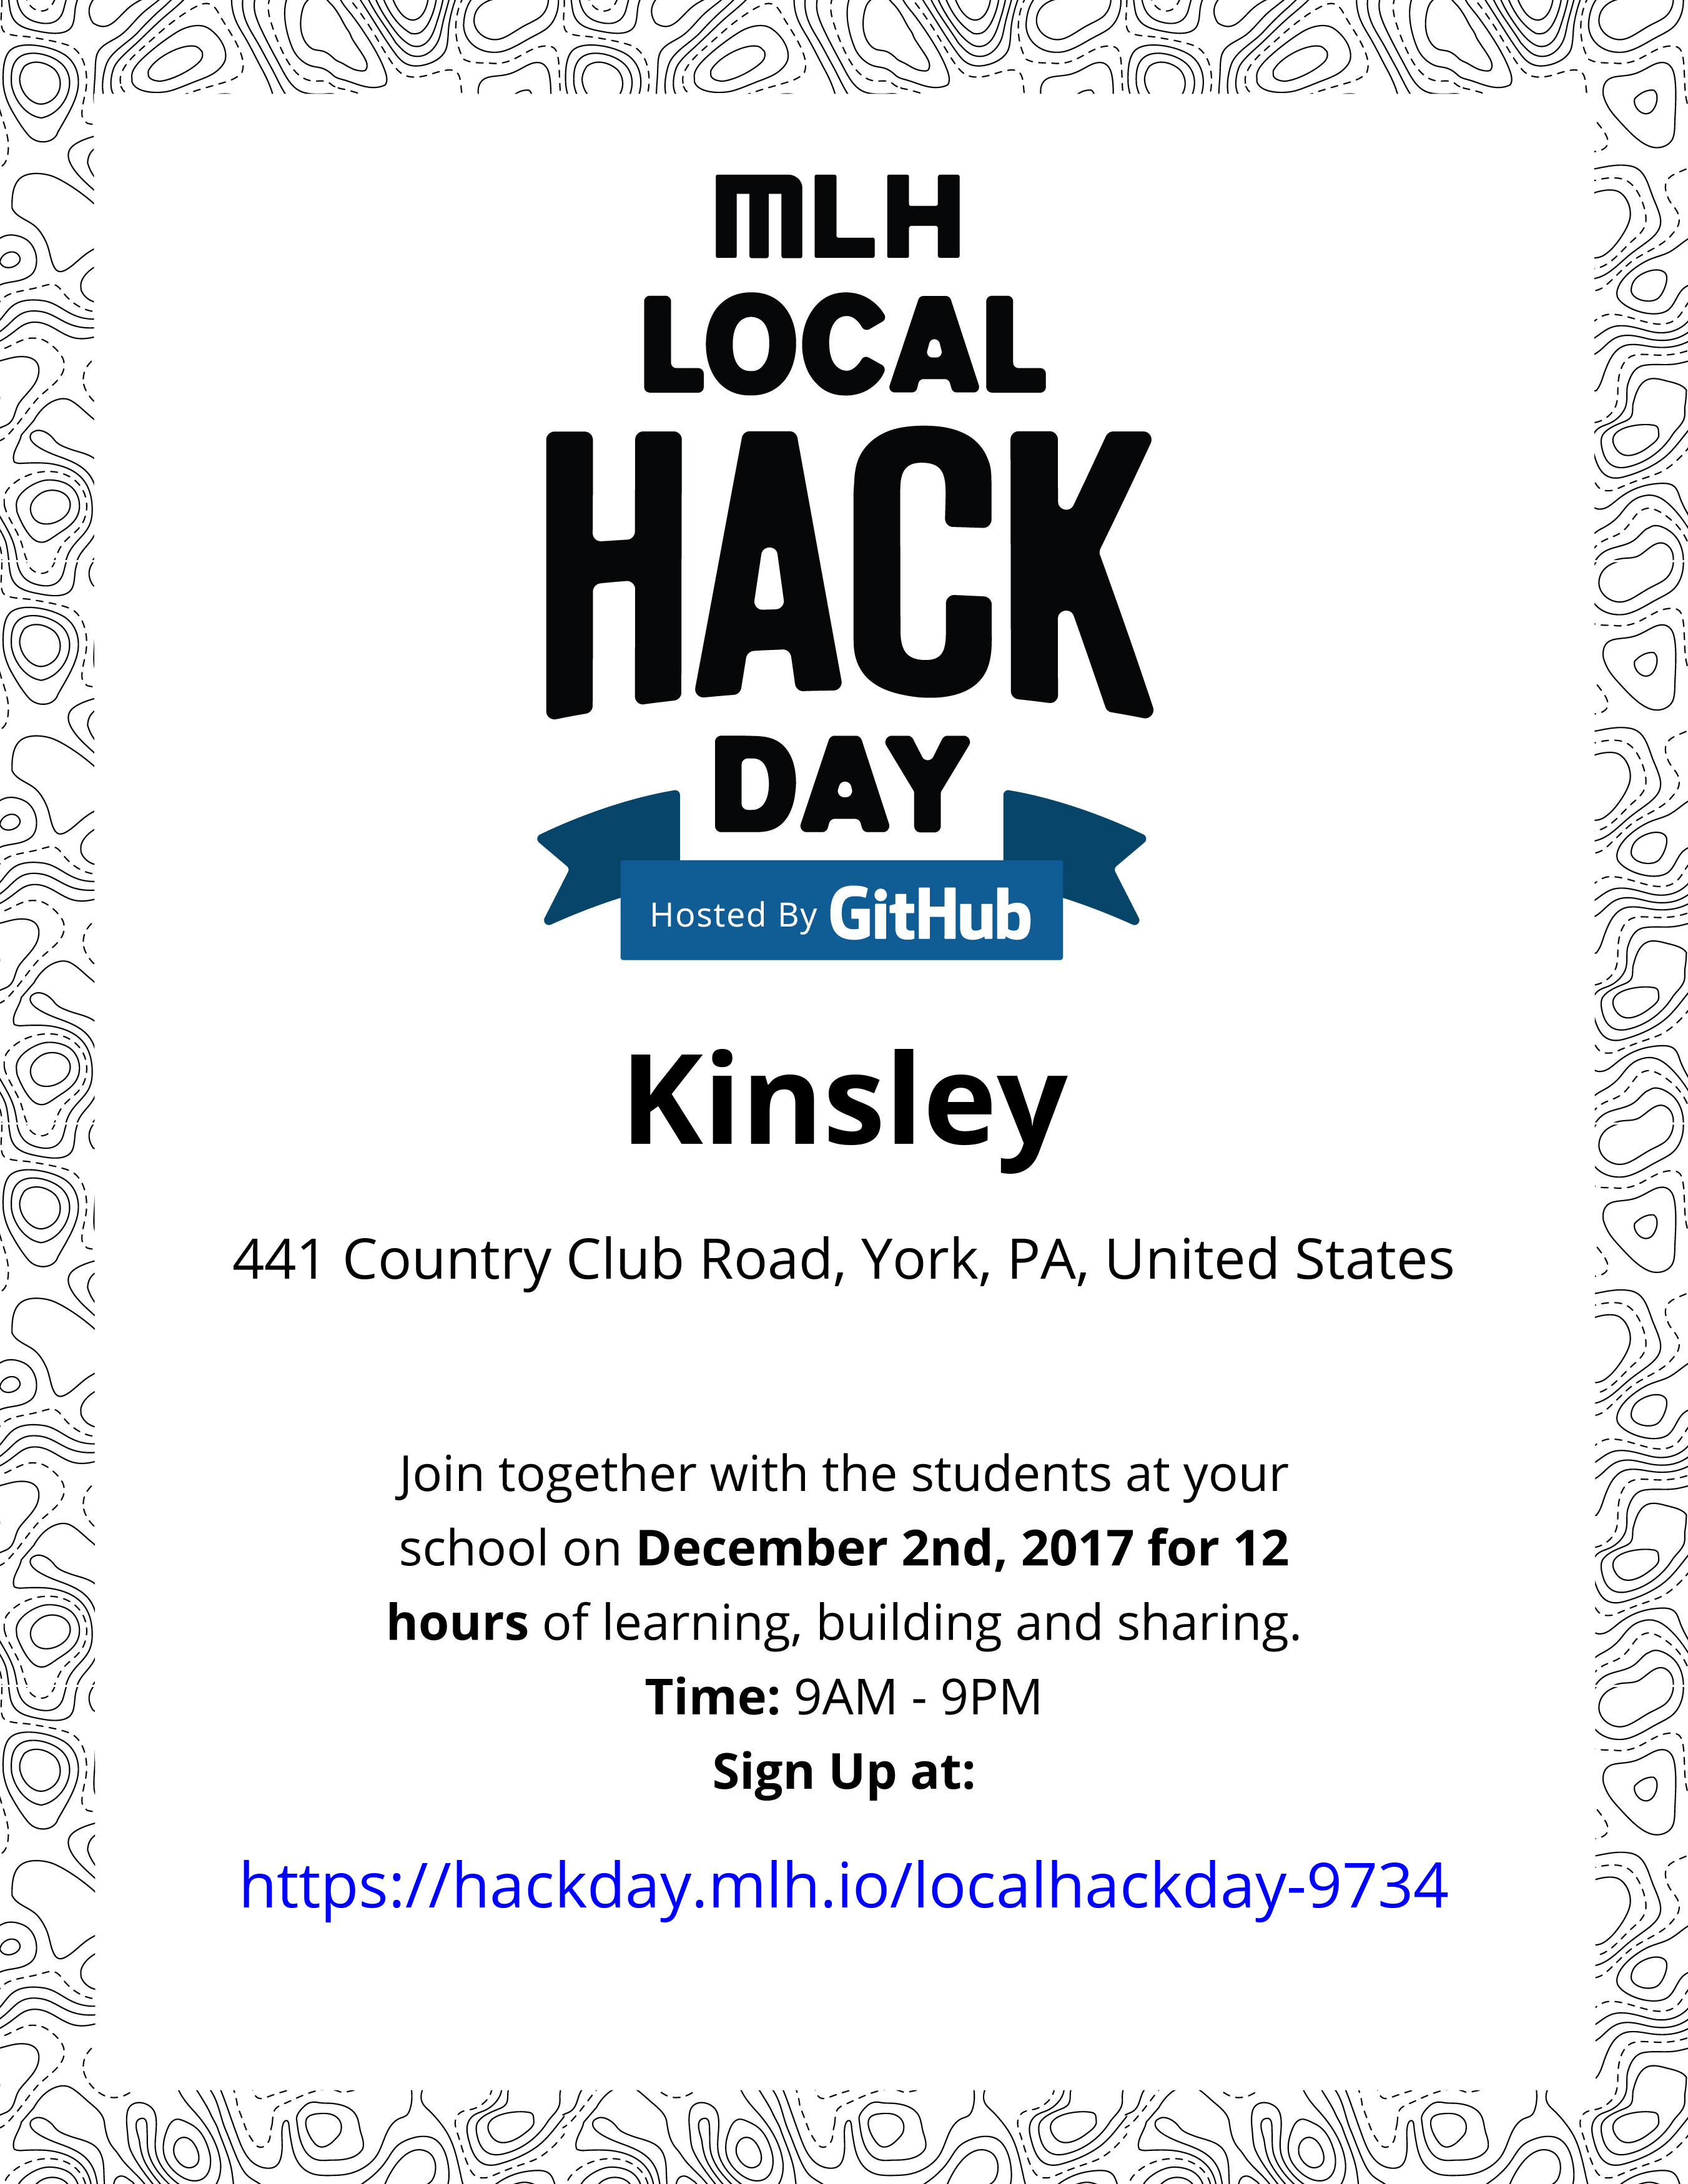 MLH
LOCAL
HACK
DAY
Hosted By GitHub
Kinsley
441 Country Club Road, York, PA, United States
Join together with the students at your
school on December 2nd, 2017 for 12
hours of learning, building and sharing.
Time: 9AM - 9PM
Sign Up at:
https://hackday.mlh.io/localhackday-9734